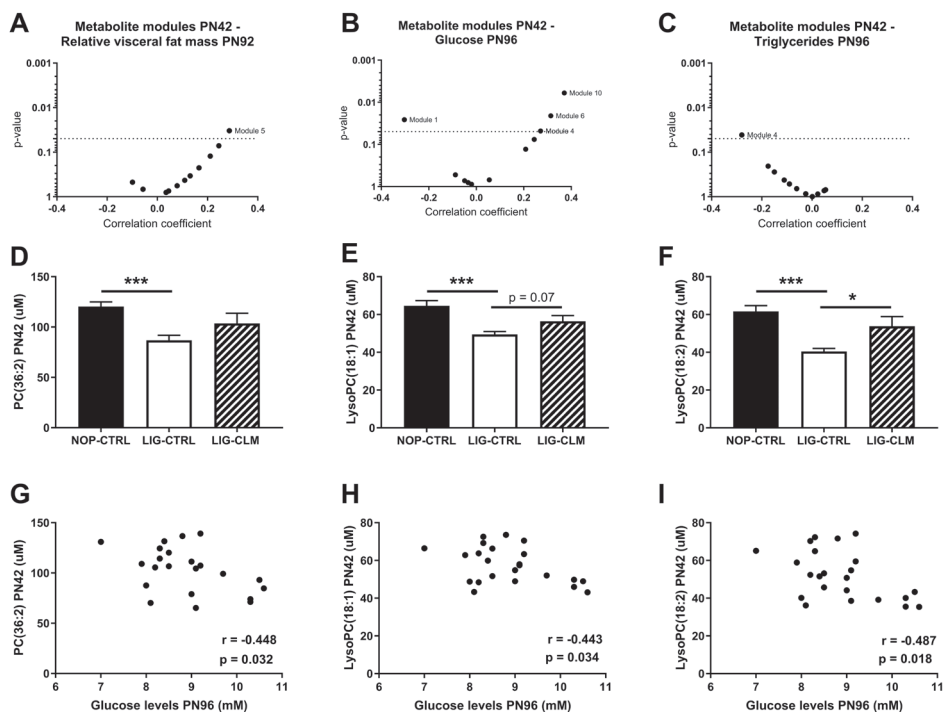 A
Metabolite modules PN42 -
Relative visceral fat mass PN92
0.001
0.01
0.1
1
p-value
Module 5
-0.4
-0.2
0.0
0.2
0.4
Correlation coefficient
B
Metabolite modules PN42 -
Glucose PN96
0.001
0.01
0.1
1
p-value
Module 10
Module 1
Module 6
Module 4
-0.4
-0.2
0.0
0.2
0.4
Correlation coefficient
C
Metabolite modules PN42 -
Triglycerides PN96
0.001
0.01
0.1
1
p-value
Module 4
-0.4
-0.2
0.0
0.2
0.4
Correlation coefficient
D
PC(36:2) PN42 (uM)
150
100
50
0
***
NOP-CTRL LIG-CTRL LIG-CLM
E
LysoPC(18:1) PN42 (uM)
80
60
40
20
0
***
p = 0.07
NOP-CTRL LIG-CTRL LIG-CLM
F
LysoPC(18:2) PN42 (uM)
80
60
40
20
0
***
*
NOP-CTRL LIG-CTRL LIG-CLM
G
PC(36:2) PN42 (uM)
150
100
50
0
r = -0.448
p = 0.032
6 7 8 9 10 11
Glucose levels PN96 (mM)
H
LysoPC(18:1) PN42 (uM)
80
60
40
20
0
r = -0.443
p = 0.034
6 7 8 9 10 11
Glucose levels PN96 (mM)
I
LysoPC(18:2) PN42 (uM)
80
60
40
20
0
r = -0.487
p = 0.018
6 7 8 9 10 11
Glucose levels PN96 (mM)